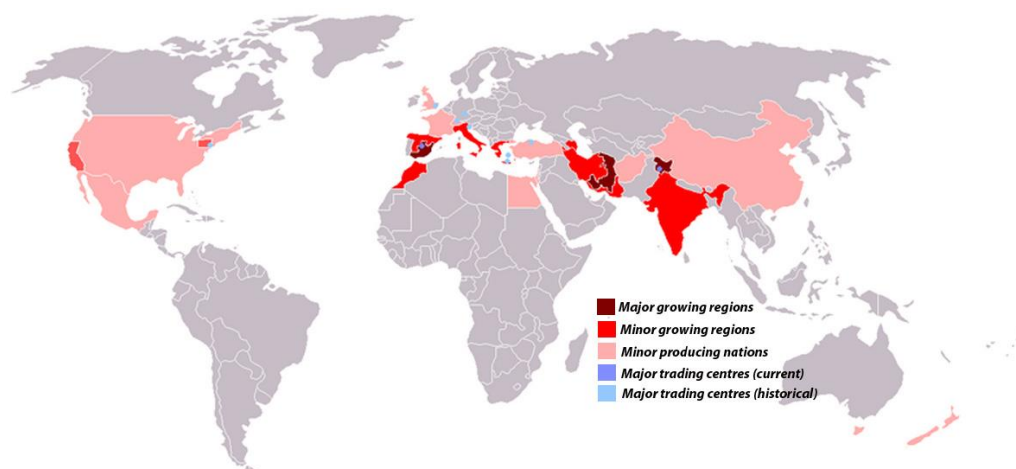 Major growing regions
Minor growing regions
Minor producing nations
Major trading centres (current)
Major trading centres (historical)